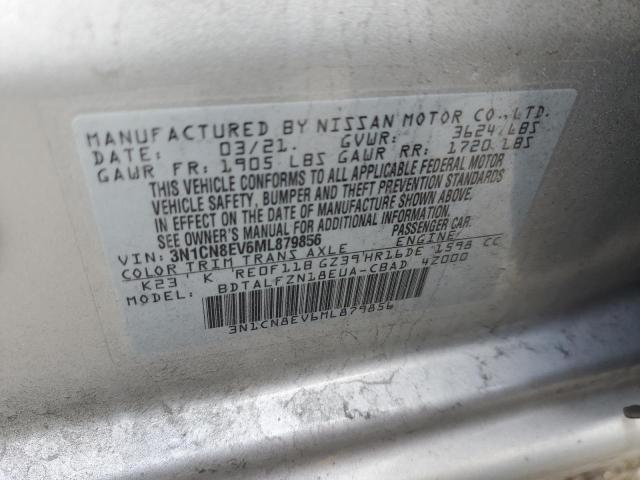 MANUFACTURED BY NISSAN MOTOR CO.,LTD.
DATE: 03/21. GVWR: 3624 LBS
GAWR FR: 1905 LBS GAWR RR: 1720 LBS
THIS VEHICLE CONFORMS TO ALL APPLICABLE FEDERAL MOTOR
VEHICLE SAFETY, BUMPER AND THEFT PREVENTION STANDARDS
IN EFFECT ON THE DATE OF MANUFACTURE SHOWN ABOVE.
SEE OWNERS MANUAL FOR ADDITIONAL INFORMATION.
VIN: 3N1CN8EV6ML879856 PASSENGER CAR
COLOR TRIM TRANS AXLE ENGINE/
K23 K RE0F11B GZ39 HR16DE 1598 CC
MODEL: BDTALFZN18EUA-CBAD 42000
3N1CN8EV6ML879856